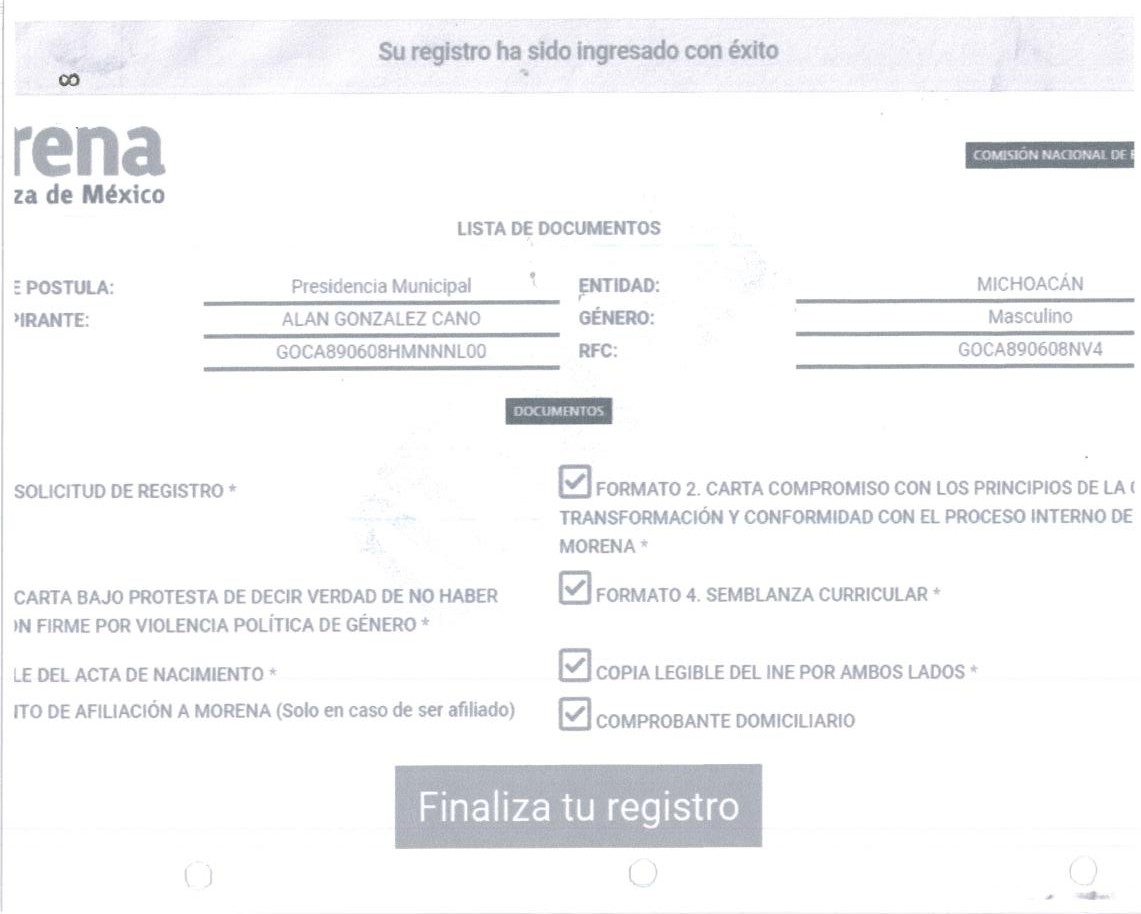 Su registro ha sido ingresado con éxito
8
rena
za de México
COMISIÓN NACIONAL DE E
LISTA DE DOCUMENTOS
E POSTULA: Presidencia Municipal ENTIDAD: MICHOACÁN
PIRANTE: ALAN GONZALEZ CANO GÉNERO: Masculino
GOCA890608HMNNNL00 RFC: GOCA890608NV4
DOCUMENTOS
SOLICITUD DE REGISTRO *
FORMATO 2. CARTA COMPROMISO CON LOS PRINCIPIOS DE LA
TRANSFORMACIÓN Y CONFORMIDAD CON EL PROCESO INTERNO DE
MORENA *
CARTA BAJO PROTESTA DE DECIR VERDAD DE NO HABER
ÓN FIRME POR VIOLENCIA POLÍTICA DE GÉNERO *
FORMATO 4. SEMBLANZA CURRICULAR *
LE DEL ACTA DE NACIMIENTO *
COPIA LEGIBLE DEL INE POR AMBOS LADOS *
ITO DE AFILIACIÓN A MORENA (Solo en caso de ser afiliado)
COMPROBANTE DOMICILIARIO
Finaliza tu registro